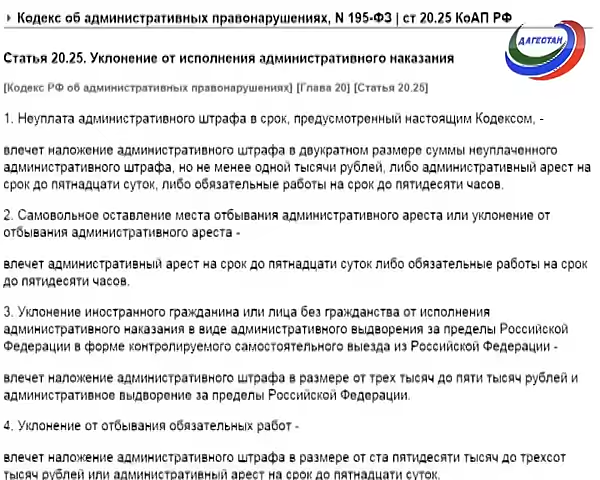 Кодекс об административных правонарушениях, N 195-ФЗ | ст 20.25 КоАП РФ
ДАГЕСТАН
Статья 20.25. Уклонение от исполнения административного наказания
[Кодекс РФ об административных правонарушениях] [Глава 20] [Статья 20.25]
1. Неуплата административного штрафа в срок, предусмотренный настоящим Кодексом, -
влечет наложение административного штрафа в двукратном размере суммы неуплаченного
административного штрафа, но не менее одной тысячи рублей, либо административный арест на
срок до пятнадцати суток, либо обязательные работы на срок до пятидесяти часов.
2. Самовольное оставление места отбывания административного ареста или уклонение от
отбывания административного ареста -
влечет административный арест на срок до пятнадцати суток либо обязательные работы на срок
до пятидесяти часов.
3. Уклонение иностранного гражданина или лица без гражданства от исполнения
административного наказания в виде административного выдворения за пределы Российской
Федерации в форме контролируемого самостоятельного выезда из Российской Федерации -
влечет наложение административного штрафа в размере от трех тысяч до пяти тысяч рублей и
административное выдворение за пределы Российской Федерации.
4. Уклонение от отбывания обязательных работ -
влечет наложение административного штрафа в размере от ста пятидесяти тысяч до трехсот
тысяч рублей или административный арест на срок до пятнадцати суток.